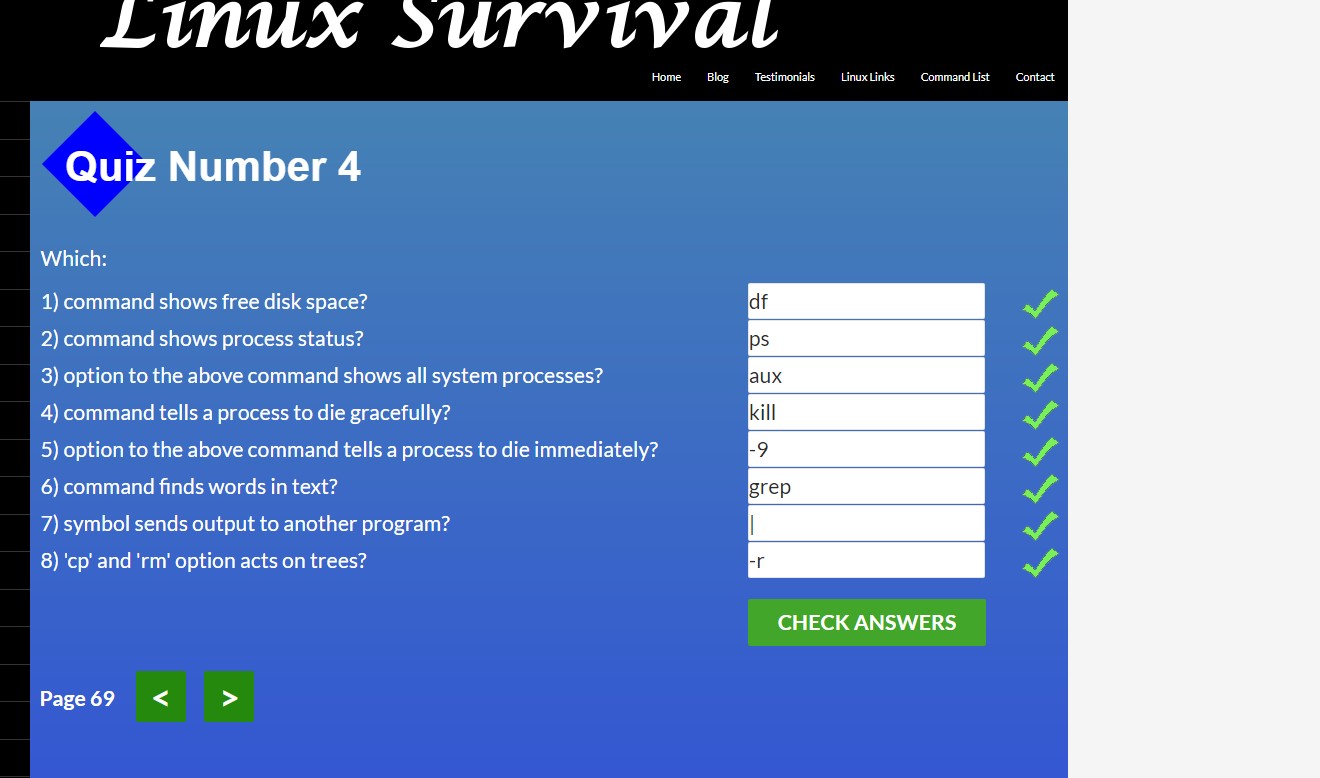 Linux Survival
Home Blog Testimonials Linux Links Command List Contact
Quiz Number 4
Which:
1) command shows free disk space? df
2) command shows process status? ps
3) option to the above command shows all system processes? aux
4) command tells a process to die gracefully? kill
5) option to the above command tells a process to die immediately? -9
6) command finds words in text? grep
7) symbol sends output to another program? |
8) 'cp' and 'rm' option acts on trees? -r
CHECK ANSWERS
Page 69 < >